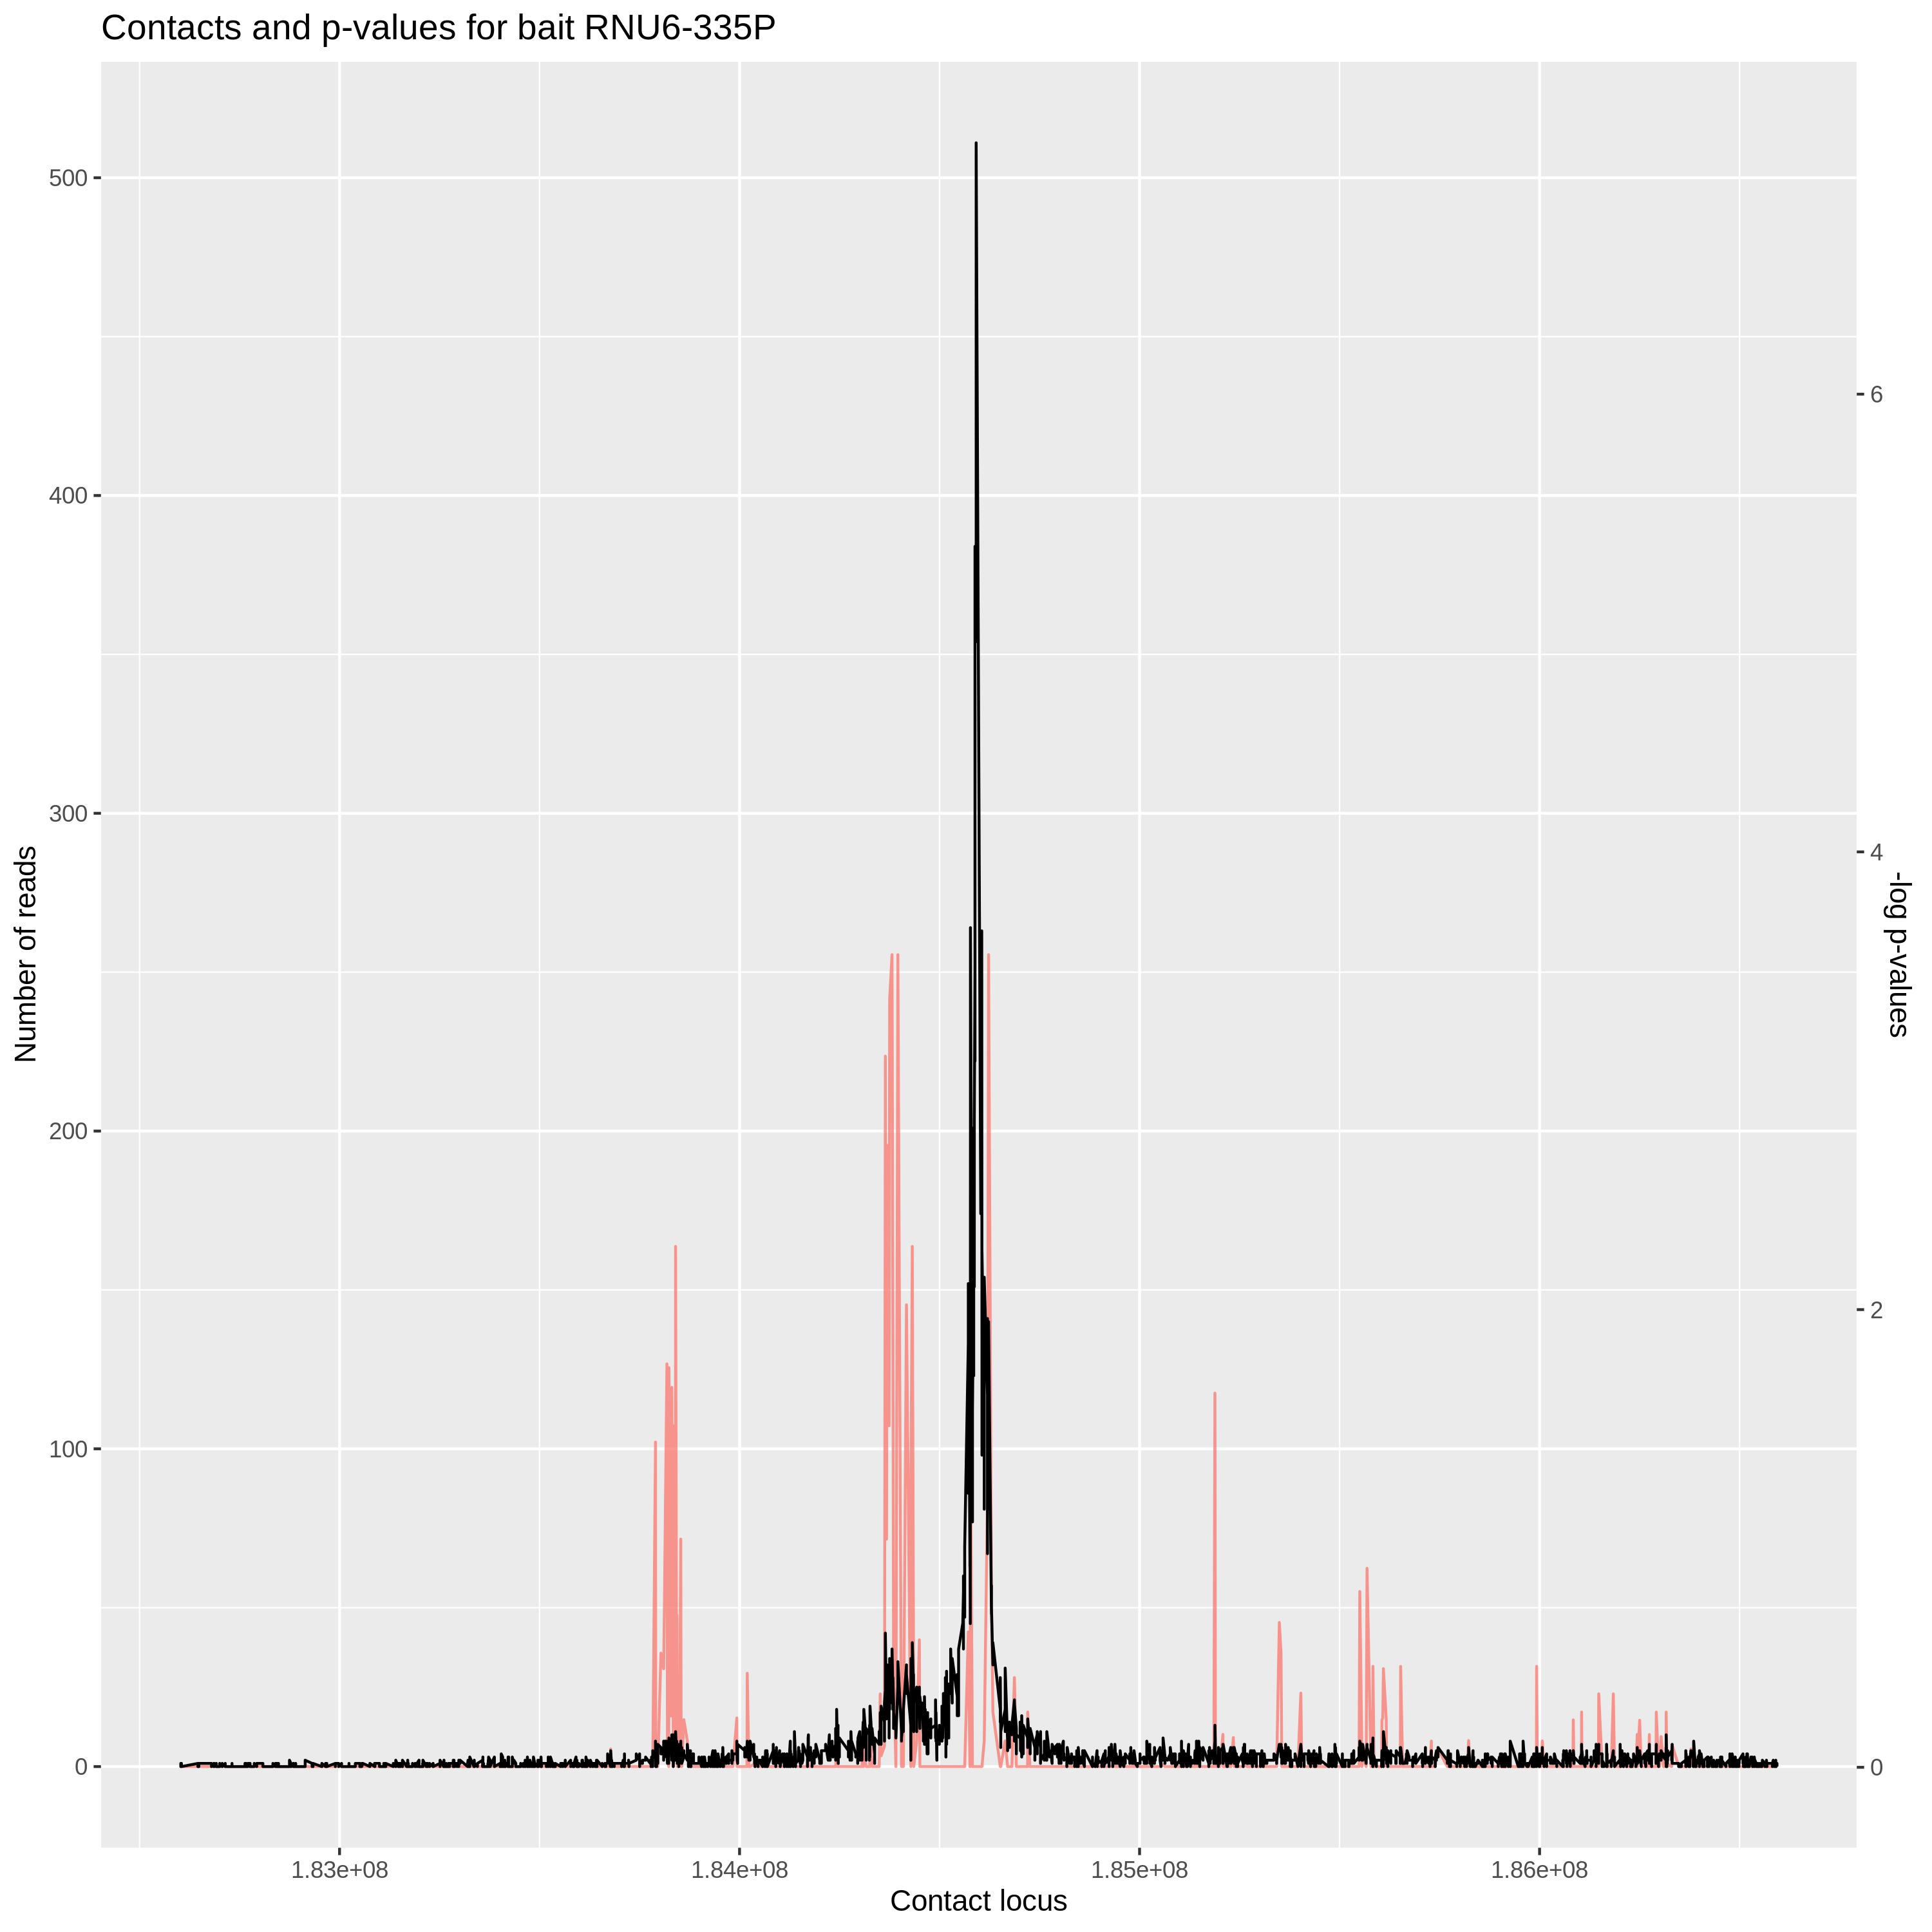 Contacts and p-values for bait RNU6-335P
500
400
300
200
100
0
Number of reads
6
4
2
0
-log p-values
1.83e+08
1.84e+08
1.85e+08
1.86e+08
Contact locus